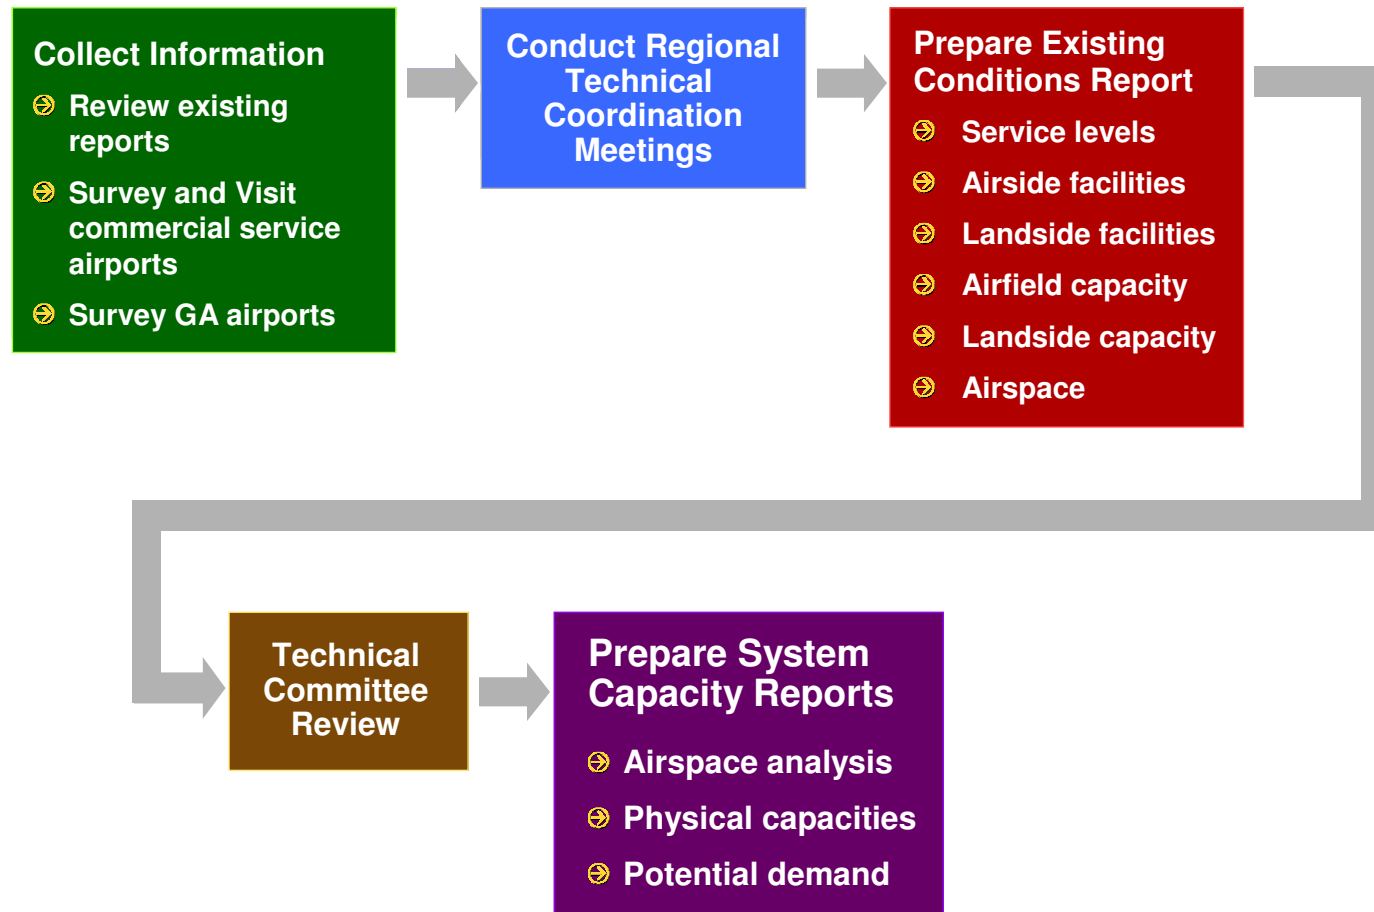 Collect Information
Review existing
reports
Survey and Visit
commercial service
airports
Survey GA airports
Conduct Regional
Technical
Coordination
Meetings
Prepare Existing
Conditions Report
Service levels
Airside facilities
Landside facilities
Airfield capacity
Landside capacity
Airspace
Technical
Committee
Review
Prepare System
Capacity Reports
Airspace analysis
Physical capacities
Potential demand